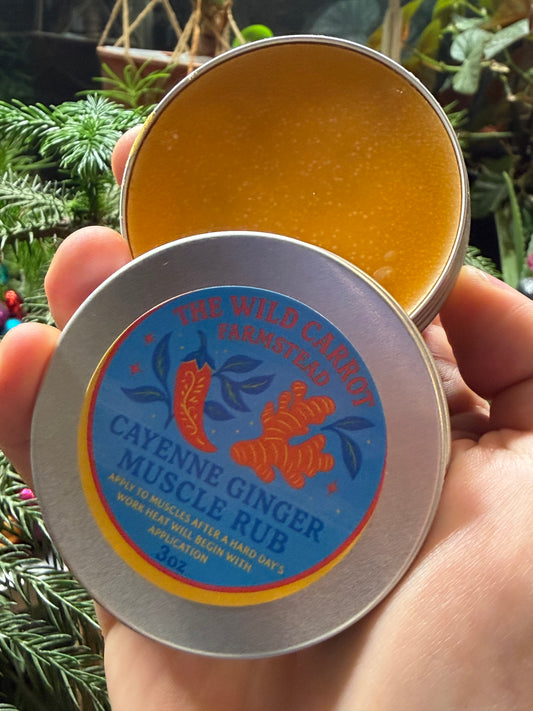 THE WILD CARROT
FARMSTEAD
CAYENNE GINGER
MUSCLE RUB
APPLY TO MUSCLES AFTER A HARD DAY'S
WORK HEAT WILL BEGIN WITH
APPLICATION
3oz